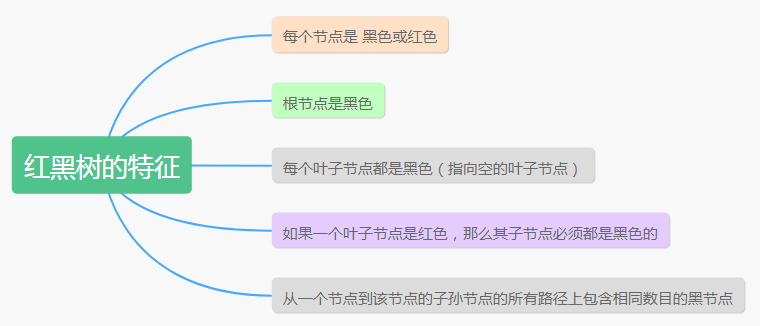 每个节点是 黑色或红色
根节点是黑色
红黑树的特征
每个叶子节点都是黑色（指向空的叶子节点）
如果一个叶子节点是红色，那么其子节点必须都是黑色的
从一个节点到该节点的子孙节点的所有路径上包含相同数目的黑节点